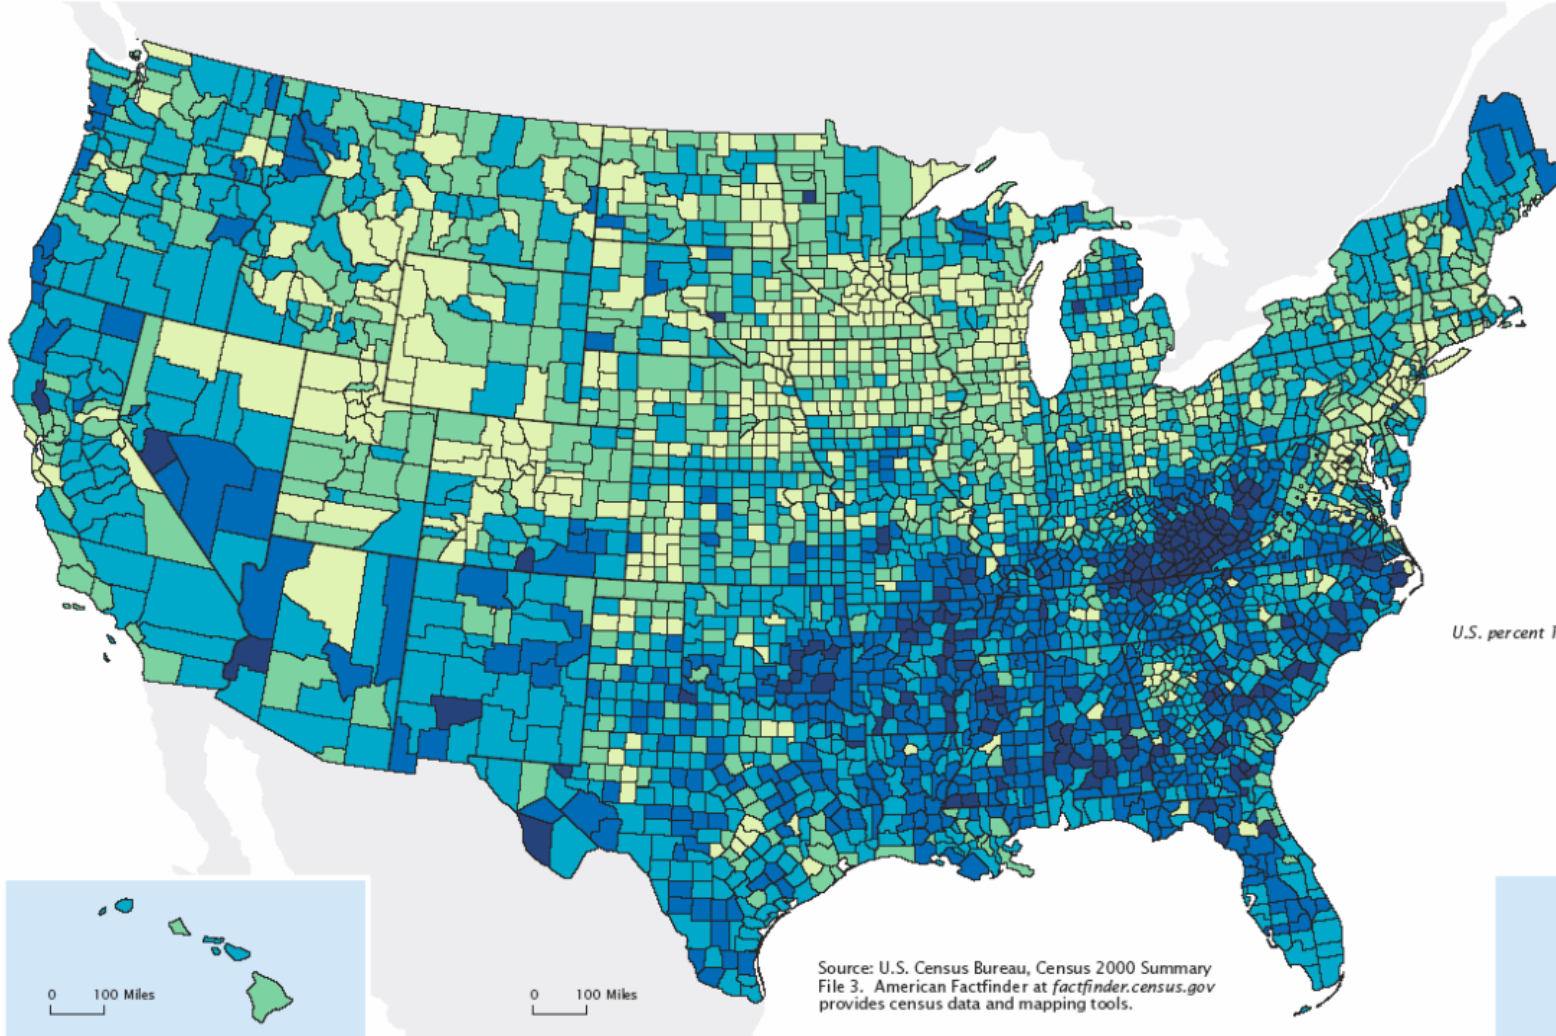 U.S. percent 1
Source: U.S. Census Bureau, Census 2000 Summary
File 3. American Factfinder at factfinder.census.gov
provides census data and mapping tools.
0 100 Miles
0 100 Miles